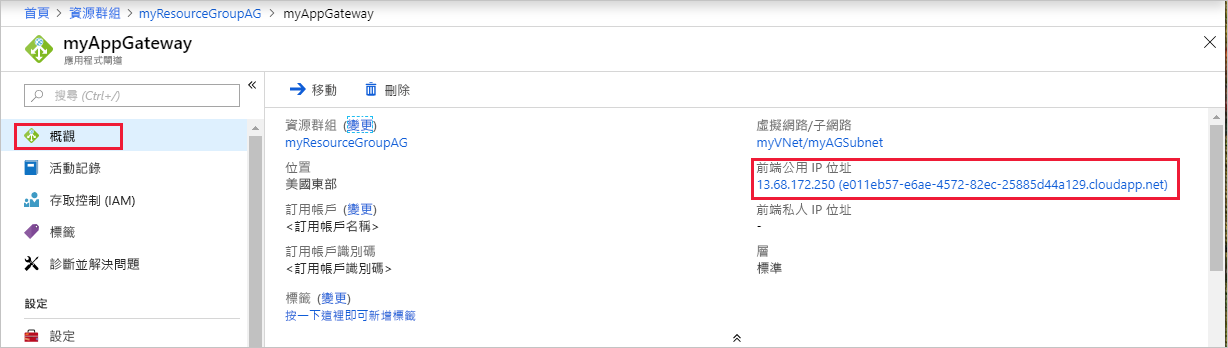 首頁 > 資源群組 > myResourceGroupAG > myAppGateway
myAppGateway
應用程式閘道
搜尋 (Ctrl+/)
概觀
活動記錄
存取控制 (IAM)
標籤
診斷並解決問題
設定
設定
移動 刪除
資源群組 (變更)
myResourceGroupAG
位置
美國東部
訂用帳戶 (變更)
<訂用帳戶名稱>
訂用帳戶識別碼
<訂用帳戶識別碼>
標籤 (變更)
按一下這裡即可新增標籤
虛擬網路/子網路
myVNet/myAGSubnet
前端公用 IP 位址
13.68.172.250 (e011eb57-e6ae-4572-82ec-25885d44a129.cloudapp.net)
前端私人 IP 位址
-
層
標準